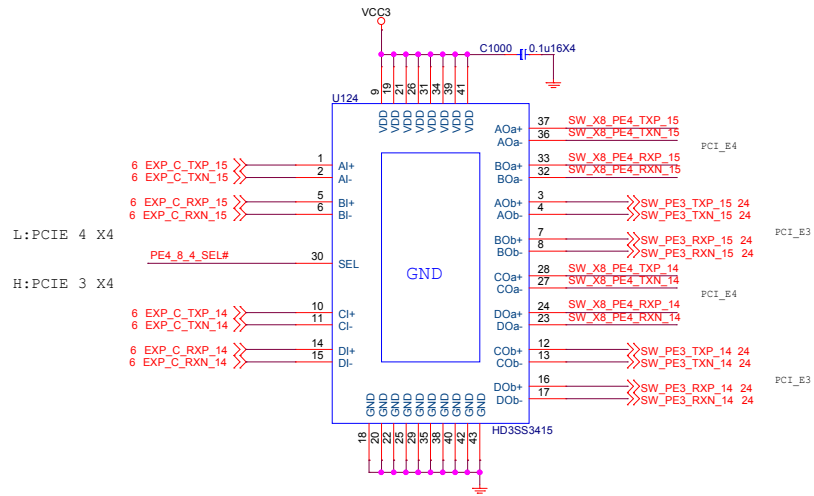 VCC3
C1000 0.1u16X4
U124
9 19 21 26 31 34 39 41
VDD VDD VDD VDD VDD VDD VDD VDD
AOa+ 37 SW_X8_PE4_TXP_15
AOa- 36 SW_X8_PE4_TXN_15
PCI_E4
6 EXP_C_TXP_15 1 AI+
BOa+ 33 SW_X8_PE4_RXP_15
6 EXP_C_TXN_15 2 AI-
BOa- 32 SW_X8_PE4_RXN_15
6 EXP_C_RXP_15 5 BI+
AOb+ 3 SW_PE3_TXP_15 24
6 EXP_C_RXN_15 6 BI-
AOb- 4 SW_PE3_TXN_15 24
L:PCIE 4 X4
PCI_E3
BOb+ 7 SW_PE3_RXP_15 24
BOb- 8 SW_PE3_RXN_15 24
PE4_8_4_SEL# 30 SEL
GND
COa+ 28 SW_X8_PE4_TXP_14
H:PCIE 3 X4
COa- 27 SW_X8_PE4_TXN_14
PCI_E4
6 EXP_C_TXP_14 10 CI+
DOa+ 24 SW_X8_PE4_RXP_14
6 EXP_C_TXN_14 11 CI-
DOa- 23 SW_X8_PE4_RXN_14
6 EXP_C_RXP_14 14 DI+
COb+ 12 SW_PE3_TXP_14 24
6 EXP_C_RXN_14 15 DI-
COb- 13 SW_PE3_TXN_14 24
PCI_E3
DOb+ 16 SW_PE3_RXP_14 24
DOb- 17 SW_PE3_RXN_14 24
GND GND GND GND GND GND GND GND GND GND
HD3SS3415
18 20 22 25 29 35 38 40 42 43